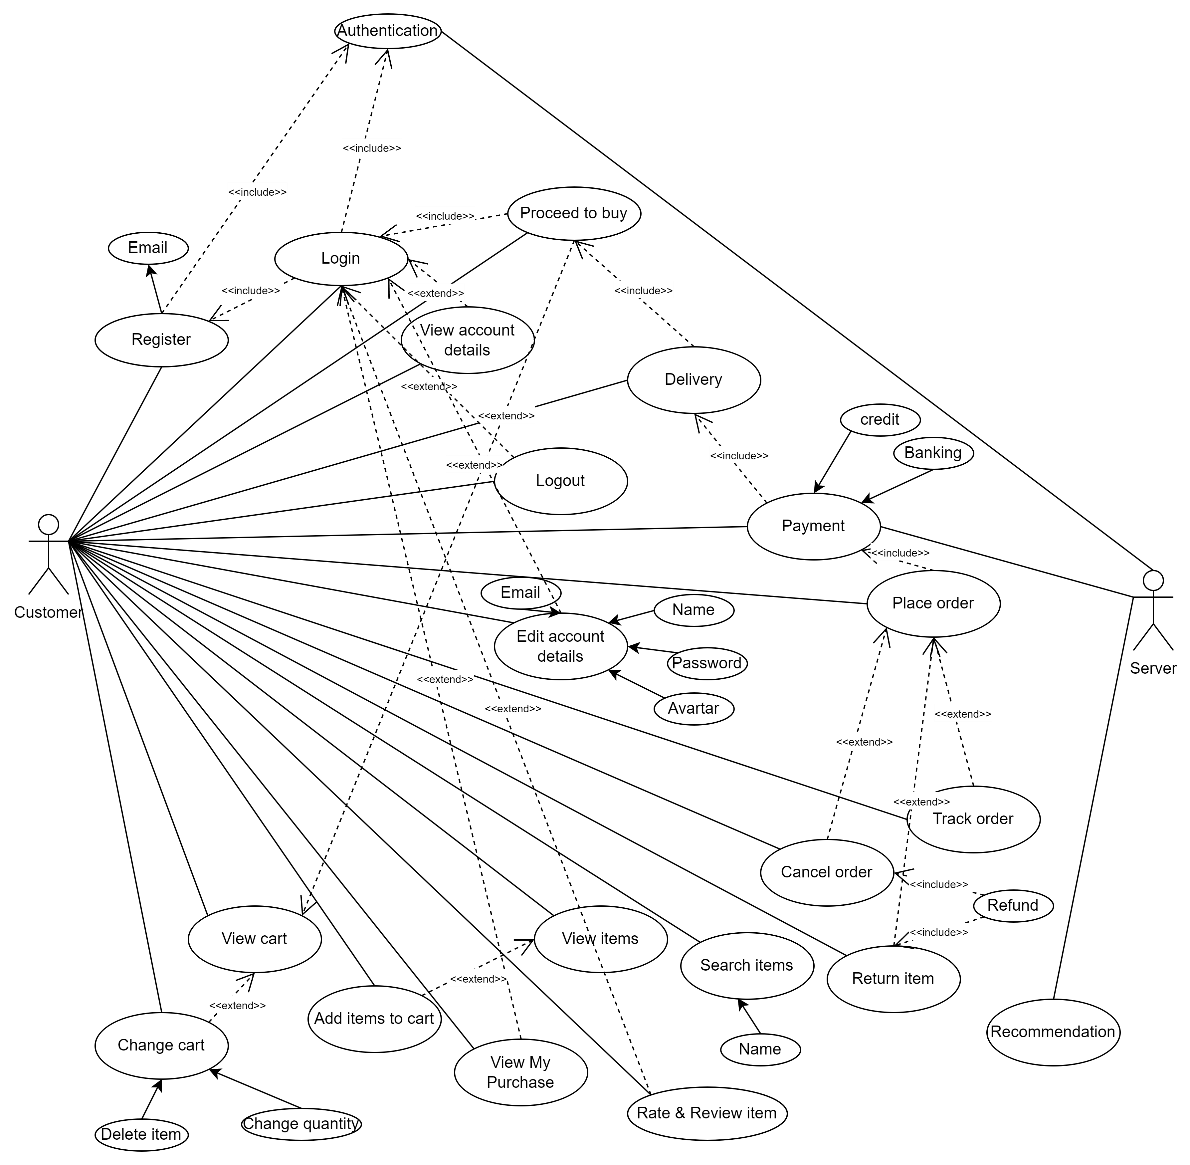 Authentication
<<include>>
<<include>>
Proceed to buy
<<include>>
Email
Login
<<include>>
<<extend>>
<<include>>
Register
View account
details
Delivery
<<extend>>
<<extend>>
credit
Banking
<<include>>
<<extend>>
Logout
Payment
<<include>>
Customer
Email
Name
Place order
Edit account
details
Password
Server
<<extend>>
Avartar
<<extend>>
<<extend>>
<<extend>>
<<extend>>
Track order
Cancel order
<<include>>
Refund
<<include>>
View cart
View items
Search items
Return item
<<extend>>
<<extend>>
Add items to cart
Recommendation
Change cart
Name
View My
Purchase
Rate & Review item
Delete item
Change quantity